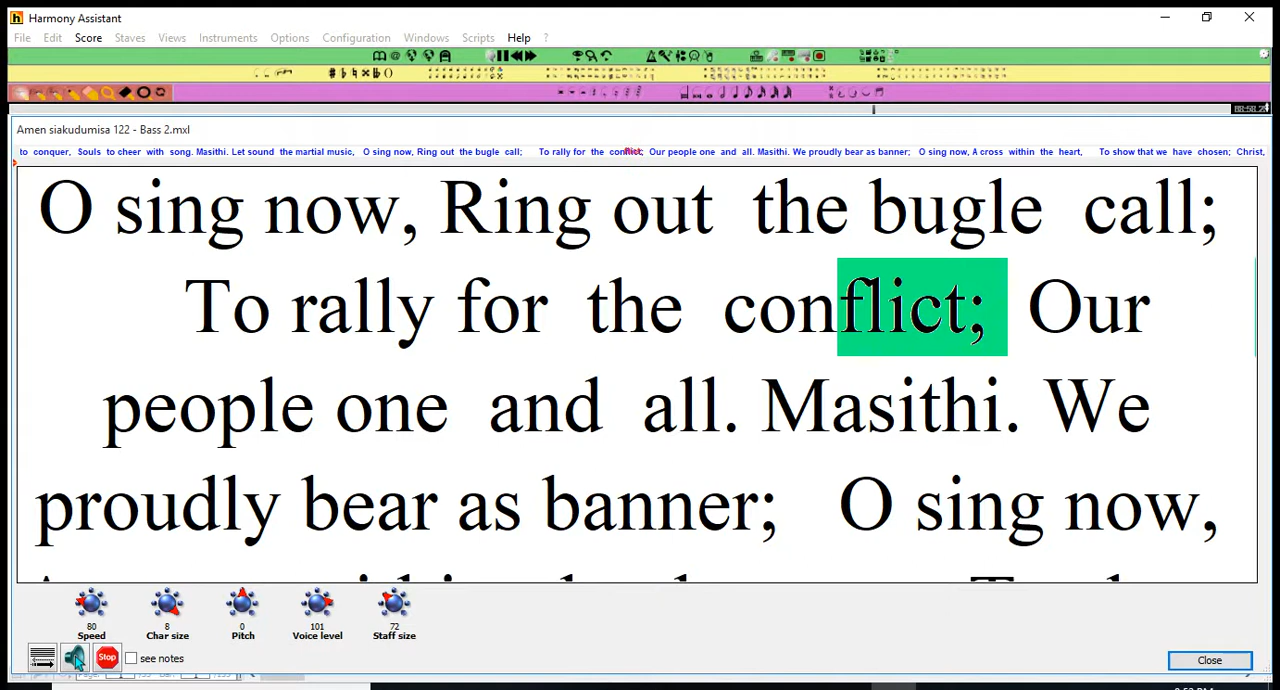 Harmony Assistant
File Edit Score Staves Views Instruments Options Configuration Windows Scripts Help ?
Amen siakudumisa 122 - Bass 2.mxl
to conquer, Souls to cheer with song. Masithi. Let sound the martial music, O sing now, Ring out the bugle call; To rally for the conflict; Our people one and all. Masithi. We proudly bear as banner; O sing now, A cross within the heart, To show that we have chosen; Christ,
O sing now, Ring out the bugle call;
To rally for the conflict; Our
people one and all. Masithi. We
proudly bear as banner; O sing now,
80 8 0 101 72
Speed Char size Pitch Voice level Staff size
Stop see notes
Close